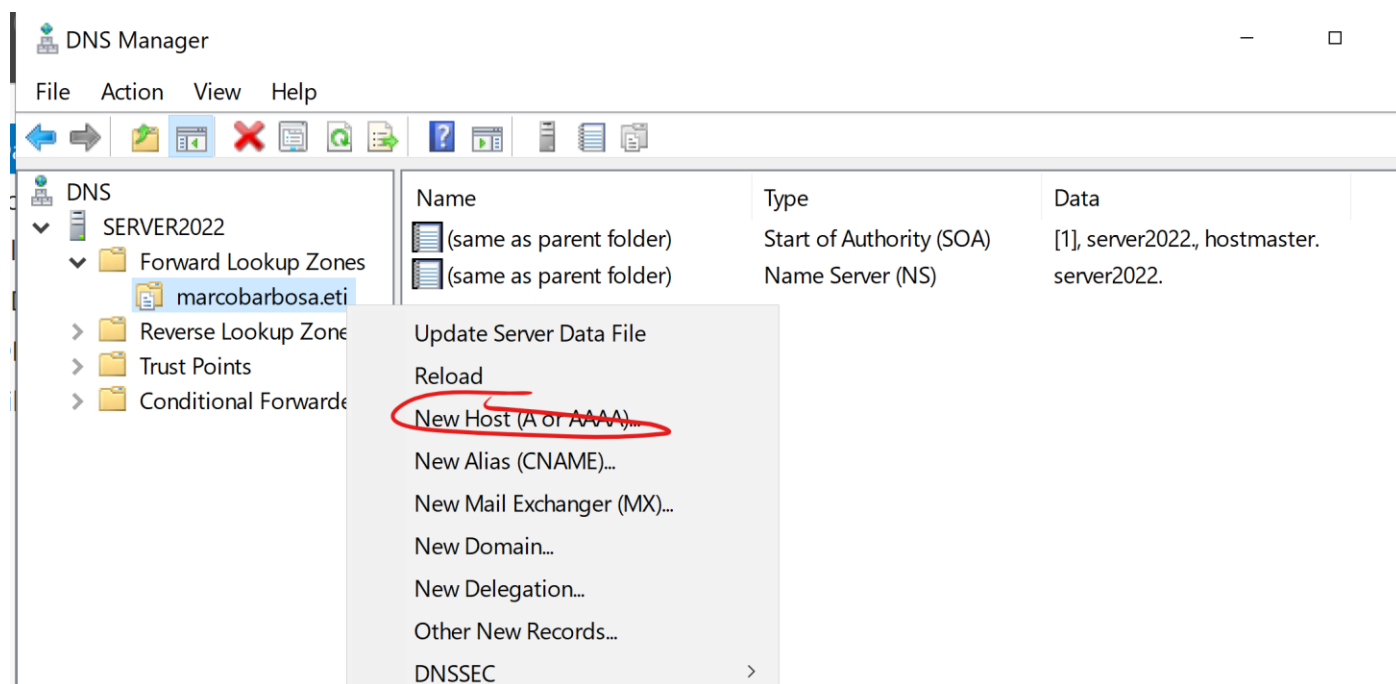 DNS Manager
File Action View Help
DNS
SERVER2022
Forward Lookup Zones
marcobarbosa.eti
Reverse Lookup Zone
Trust Points
Conditional Forwarde
Name Type Data
(same as parent folder) Start of Authority (SOA) [1], server2022., hostmaster.
(same as parent folder) Name Server (NS) server2022.
Update Server Data File
Reload
New Host (A or AAAA)...
New Alias (CNAME)...
New Mail Exchanger (MX)...
New Domain...
New Delegation...
Other New Records...
DNSSEC